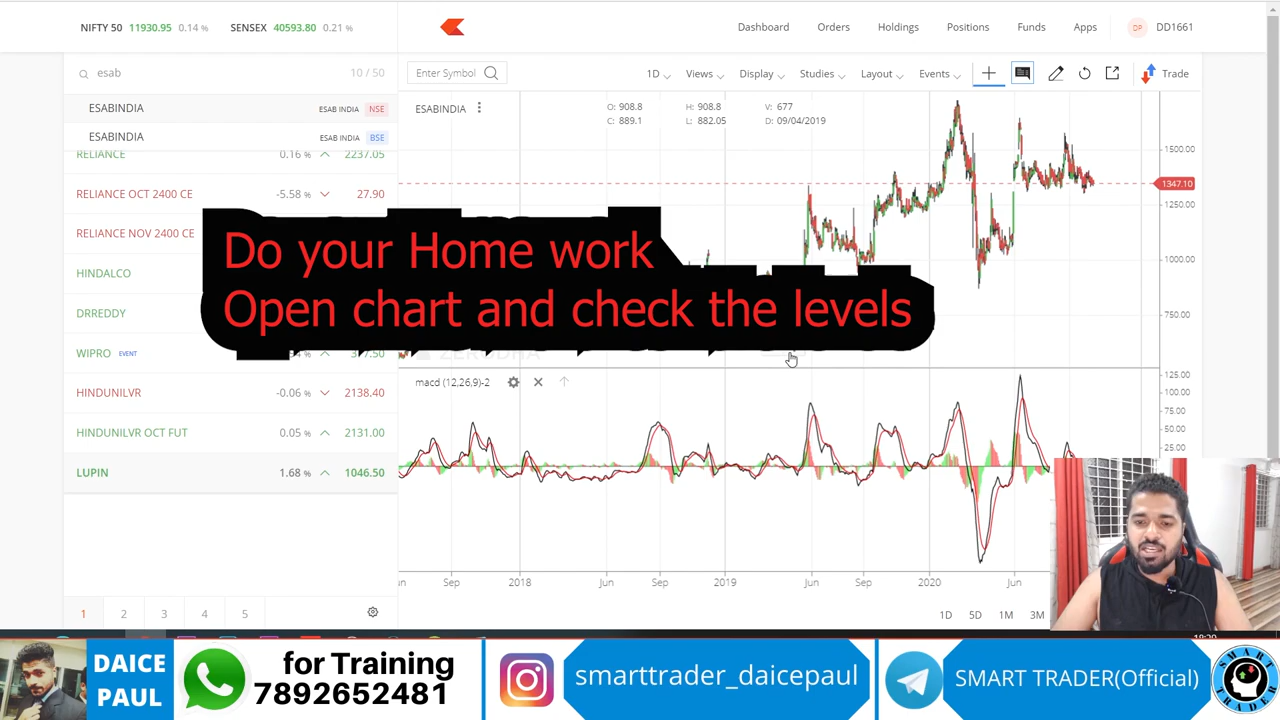 NIFTY 50 11930.95 0.14 % SENSEX 40593.80 0.21 %
Dashboard Orders Holdings Positions Funds Apps DP DD1661
esab 10 / 50
Enter Symbol 1D Views Display Studies Layout Events Trade
ESABINDIA ESAB INDIA NSE
ESABINDIA ESAB INDIA BSE
RELIANCE 0.16 % 2237.05
RELIANCE OCT 2400 CE -5.58 % 27.90
RELIANCE NOV 2400 CE
HINDALCO
DRREDDY
WIPRO EVENT
HINDUNILVR -0.06 % 2138.40
HINDUNILVR OCT FUT 0.05 % 2131.00
LUPIN 1.68 % 1046.50
1 2 3 4 5
ESABINDIA
O: 908.8 H: 908.8 V: 677
C: 889.1 L: 882.05 D: 09/04/2019
1500.00
1347.10
1250.00
1000.00
750.00
Do your Home work
Open chart and check the levels
ZERODHA
macd (12,26,9)-2
125.00
100.00
75.00
50.00
Sep 2018 Jun Sep 2019 Jun Sep 2020 Jun
1D 5D 1M 3M
DAICE
PAUL
for Training
7892652481
smarttrader_daicepaul
SMART TRADER(Official)
SMART
TRADER